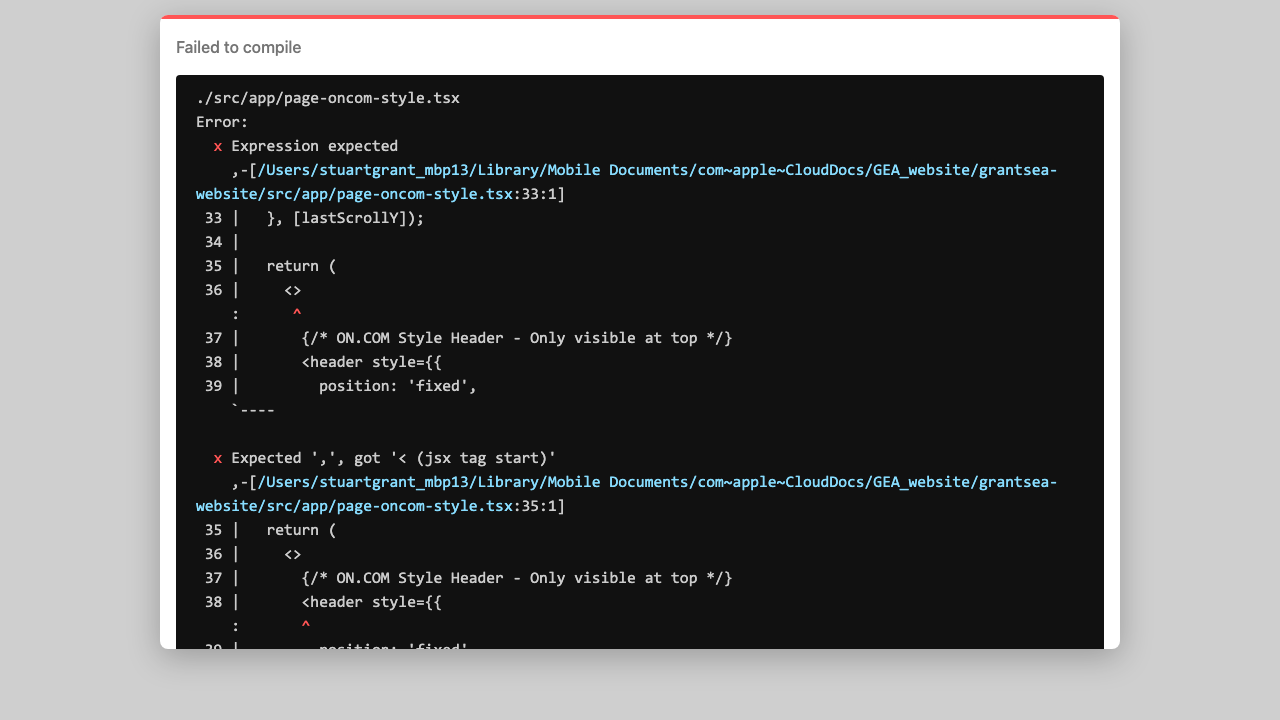 Failed to compile
./src/app/page-oncom-style.tsx
Error:
  x Expression expected
    ,-[/Users/stuartgrant_mbp13/Library/Mobile Documents/com~apple~CloudDocs/GEA_website/grantsea-
website/src/app/page-oncom-style.tsx:33:1]
 33 |   }, [lastScrollY]);
 34 |
 35 |   return (
 36 |     <>
    :      ^
 37 |       {/* ON.COM Style Header - Only visible at top */}
 38 |       <header style={{
 39 |         position: 'fixed',
    `----
  x Expected ',', got '< (jsx tag start)'
    ,-[/Users/stuartgrant_mbp13/Library/Mobile Documents/com~apple~CloudDocs/GEA_website/grantsea-
website/src/app/page-oncom-style.tsx:35:1]
 35 |   return (
 36 |     <>
 37 |       {/* ON.COM Style Header - Only visible at top */}
 38 |       <header style={{
    :       ^
 39 |         position: 'fixed'